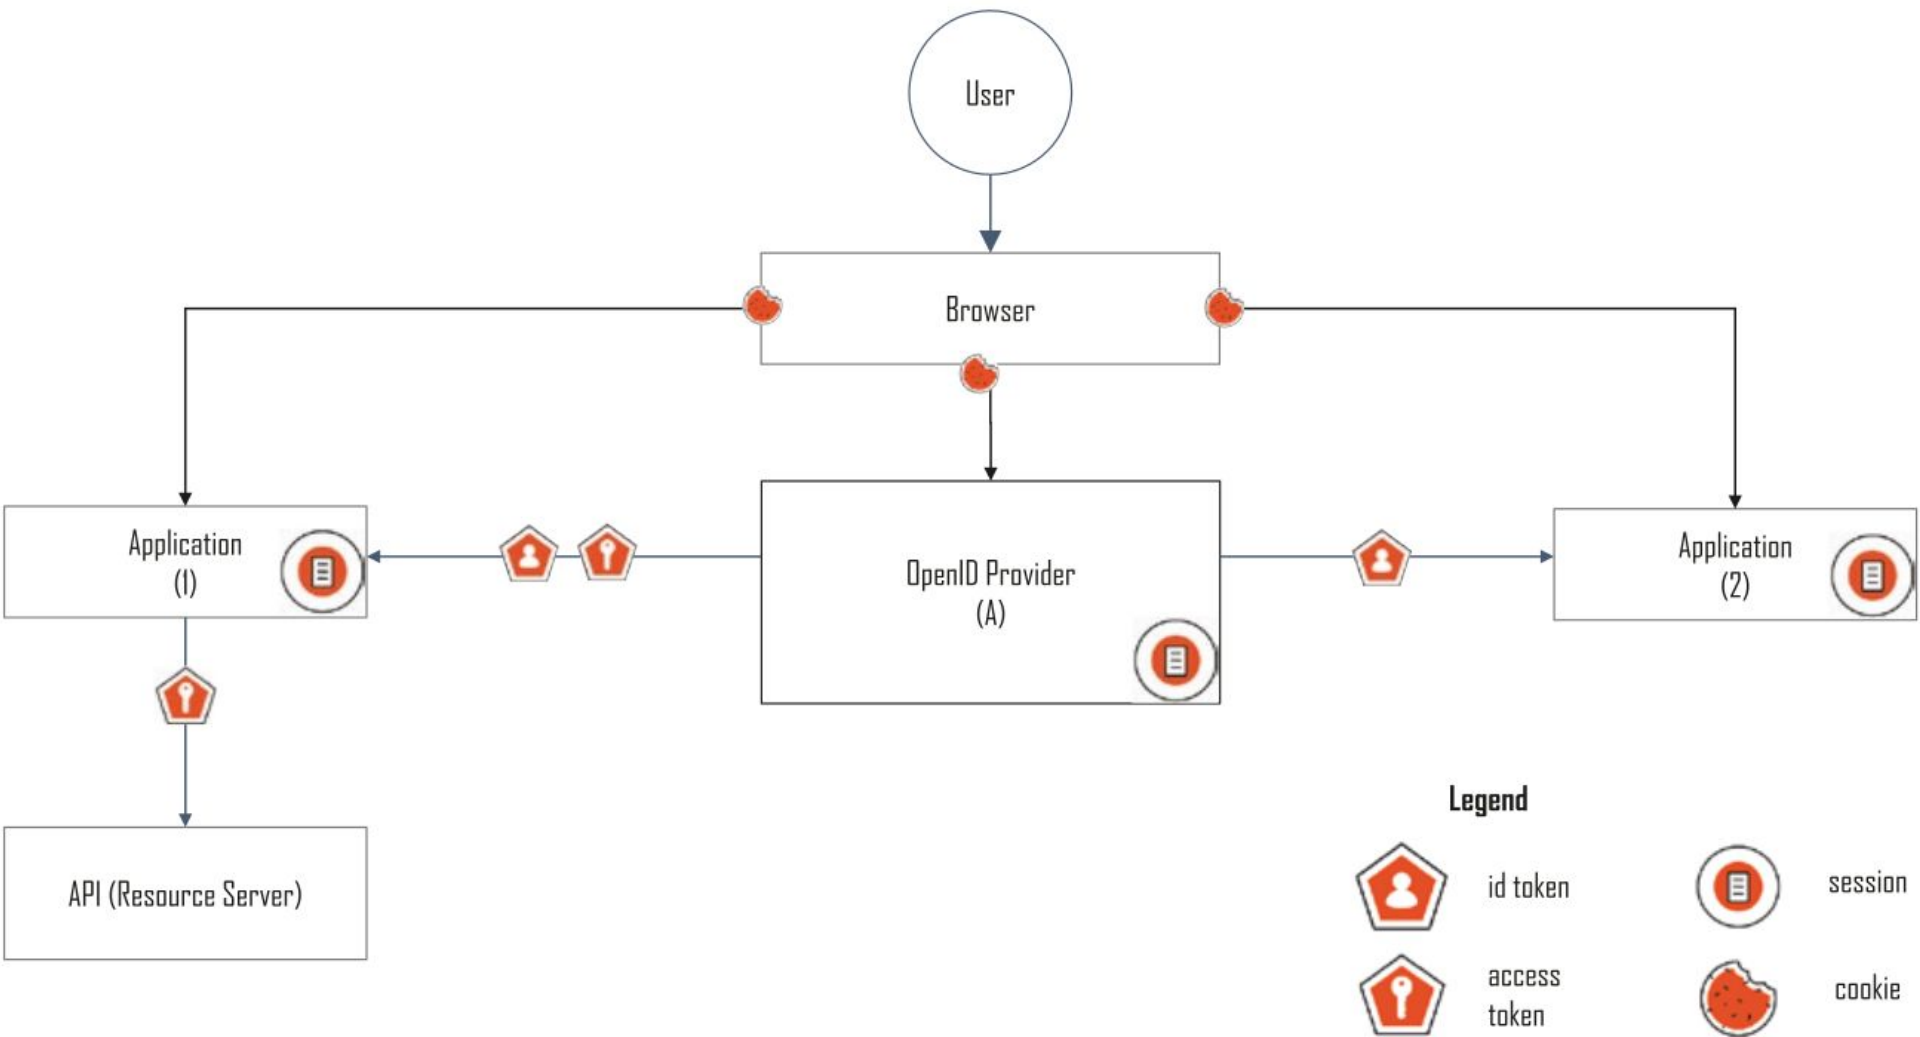 User
Browser
Application
(1)
OpenID Provider
(A)
Application
(2)
API (Resource Server)
Legend
id token
session
access
token
cookie